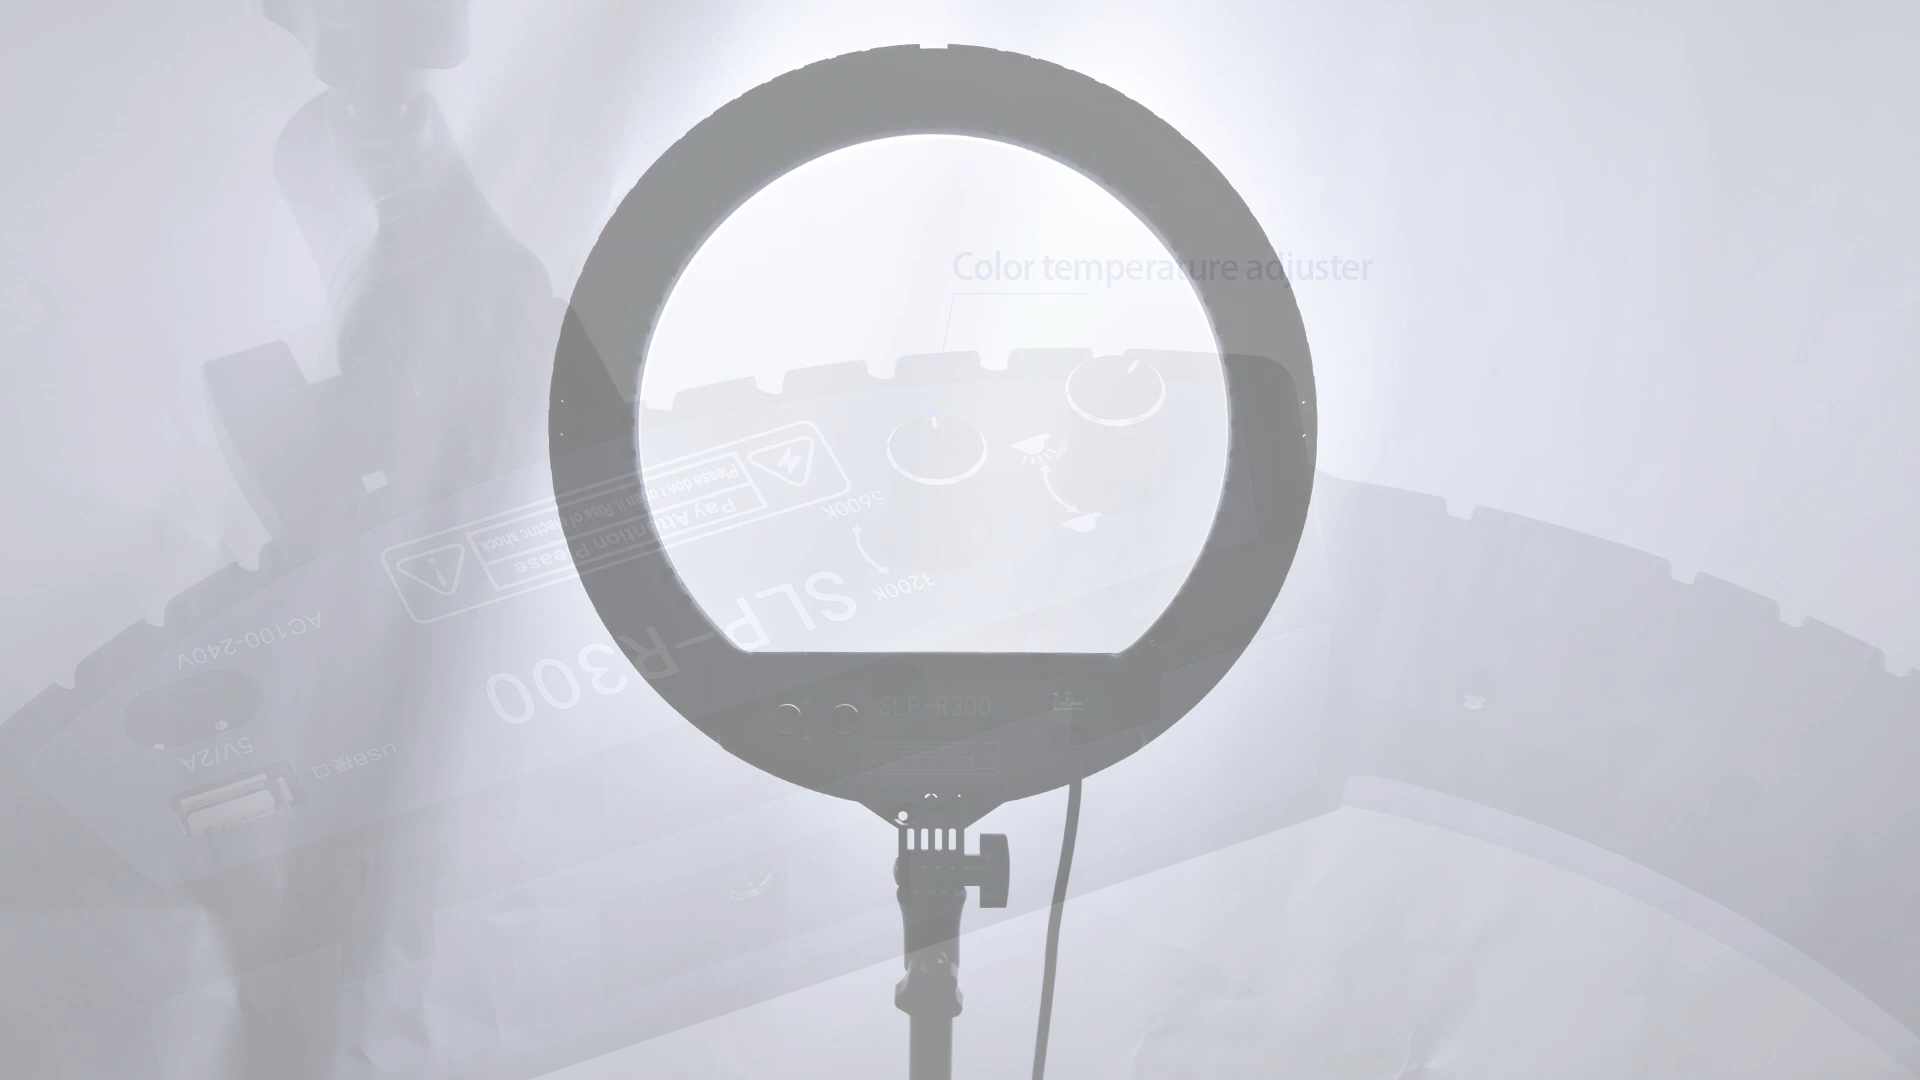 Color temperature adjuster
5600K
3200K
Pay Attention Please
Please don't open it.Risk of electric shock
SLP-R300
AC100-240V
5V/2A
USB接口
SLP-R300